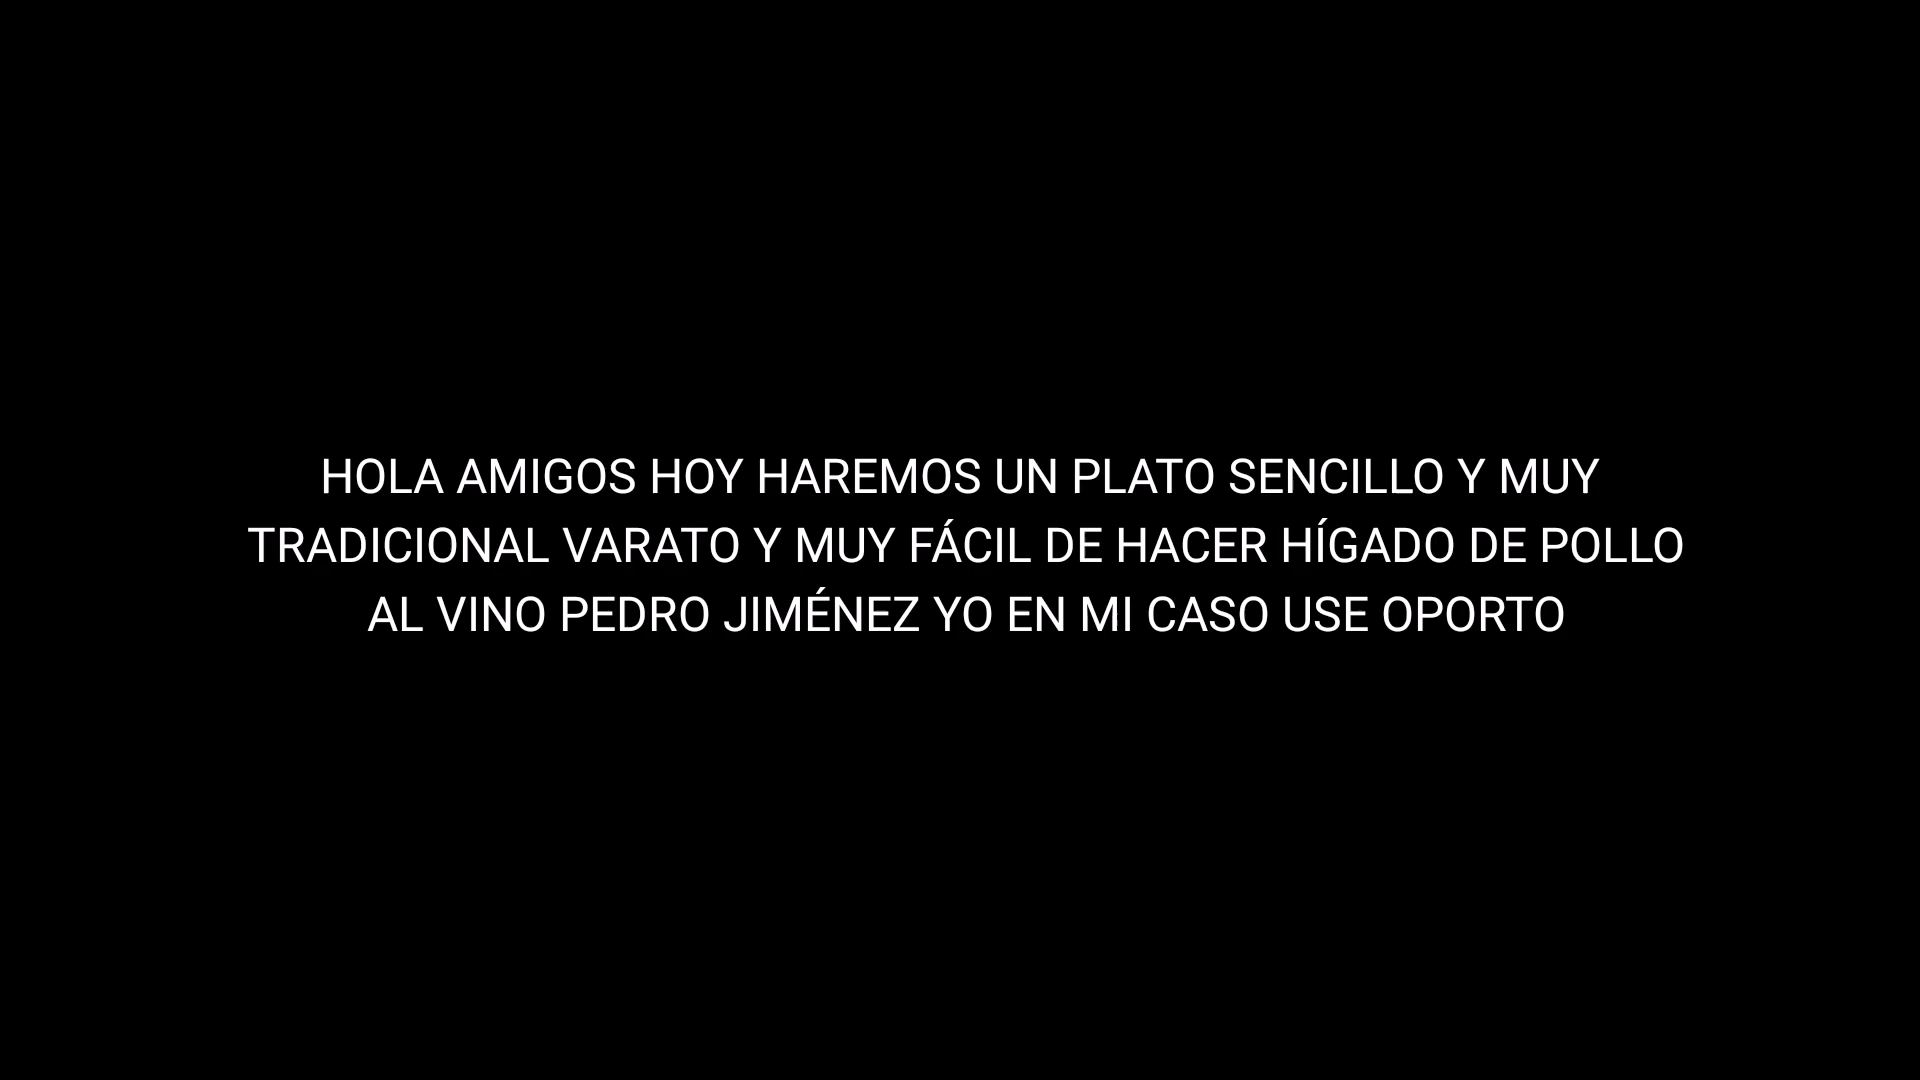 HOLA AMIGOS HOY HAREMOS UN PLATO SENCILLO Y MUY
TRADICIONAL VARATO Y MUY FÁCIL DE HACER HÍGADO DE POLLO
AL VINO PEDRO JIMÉNEZ YO EN MI CASO USE OPORTO